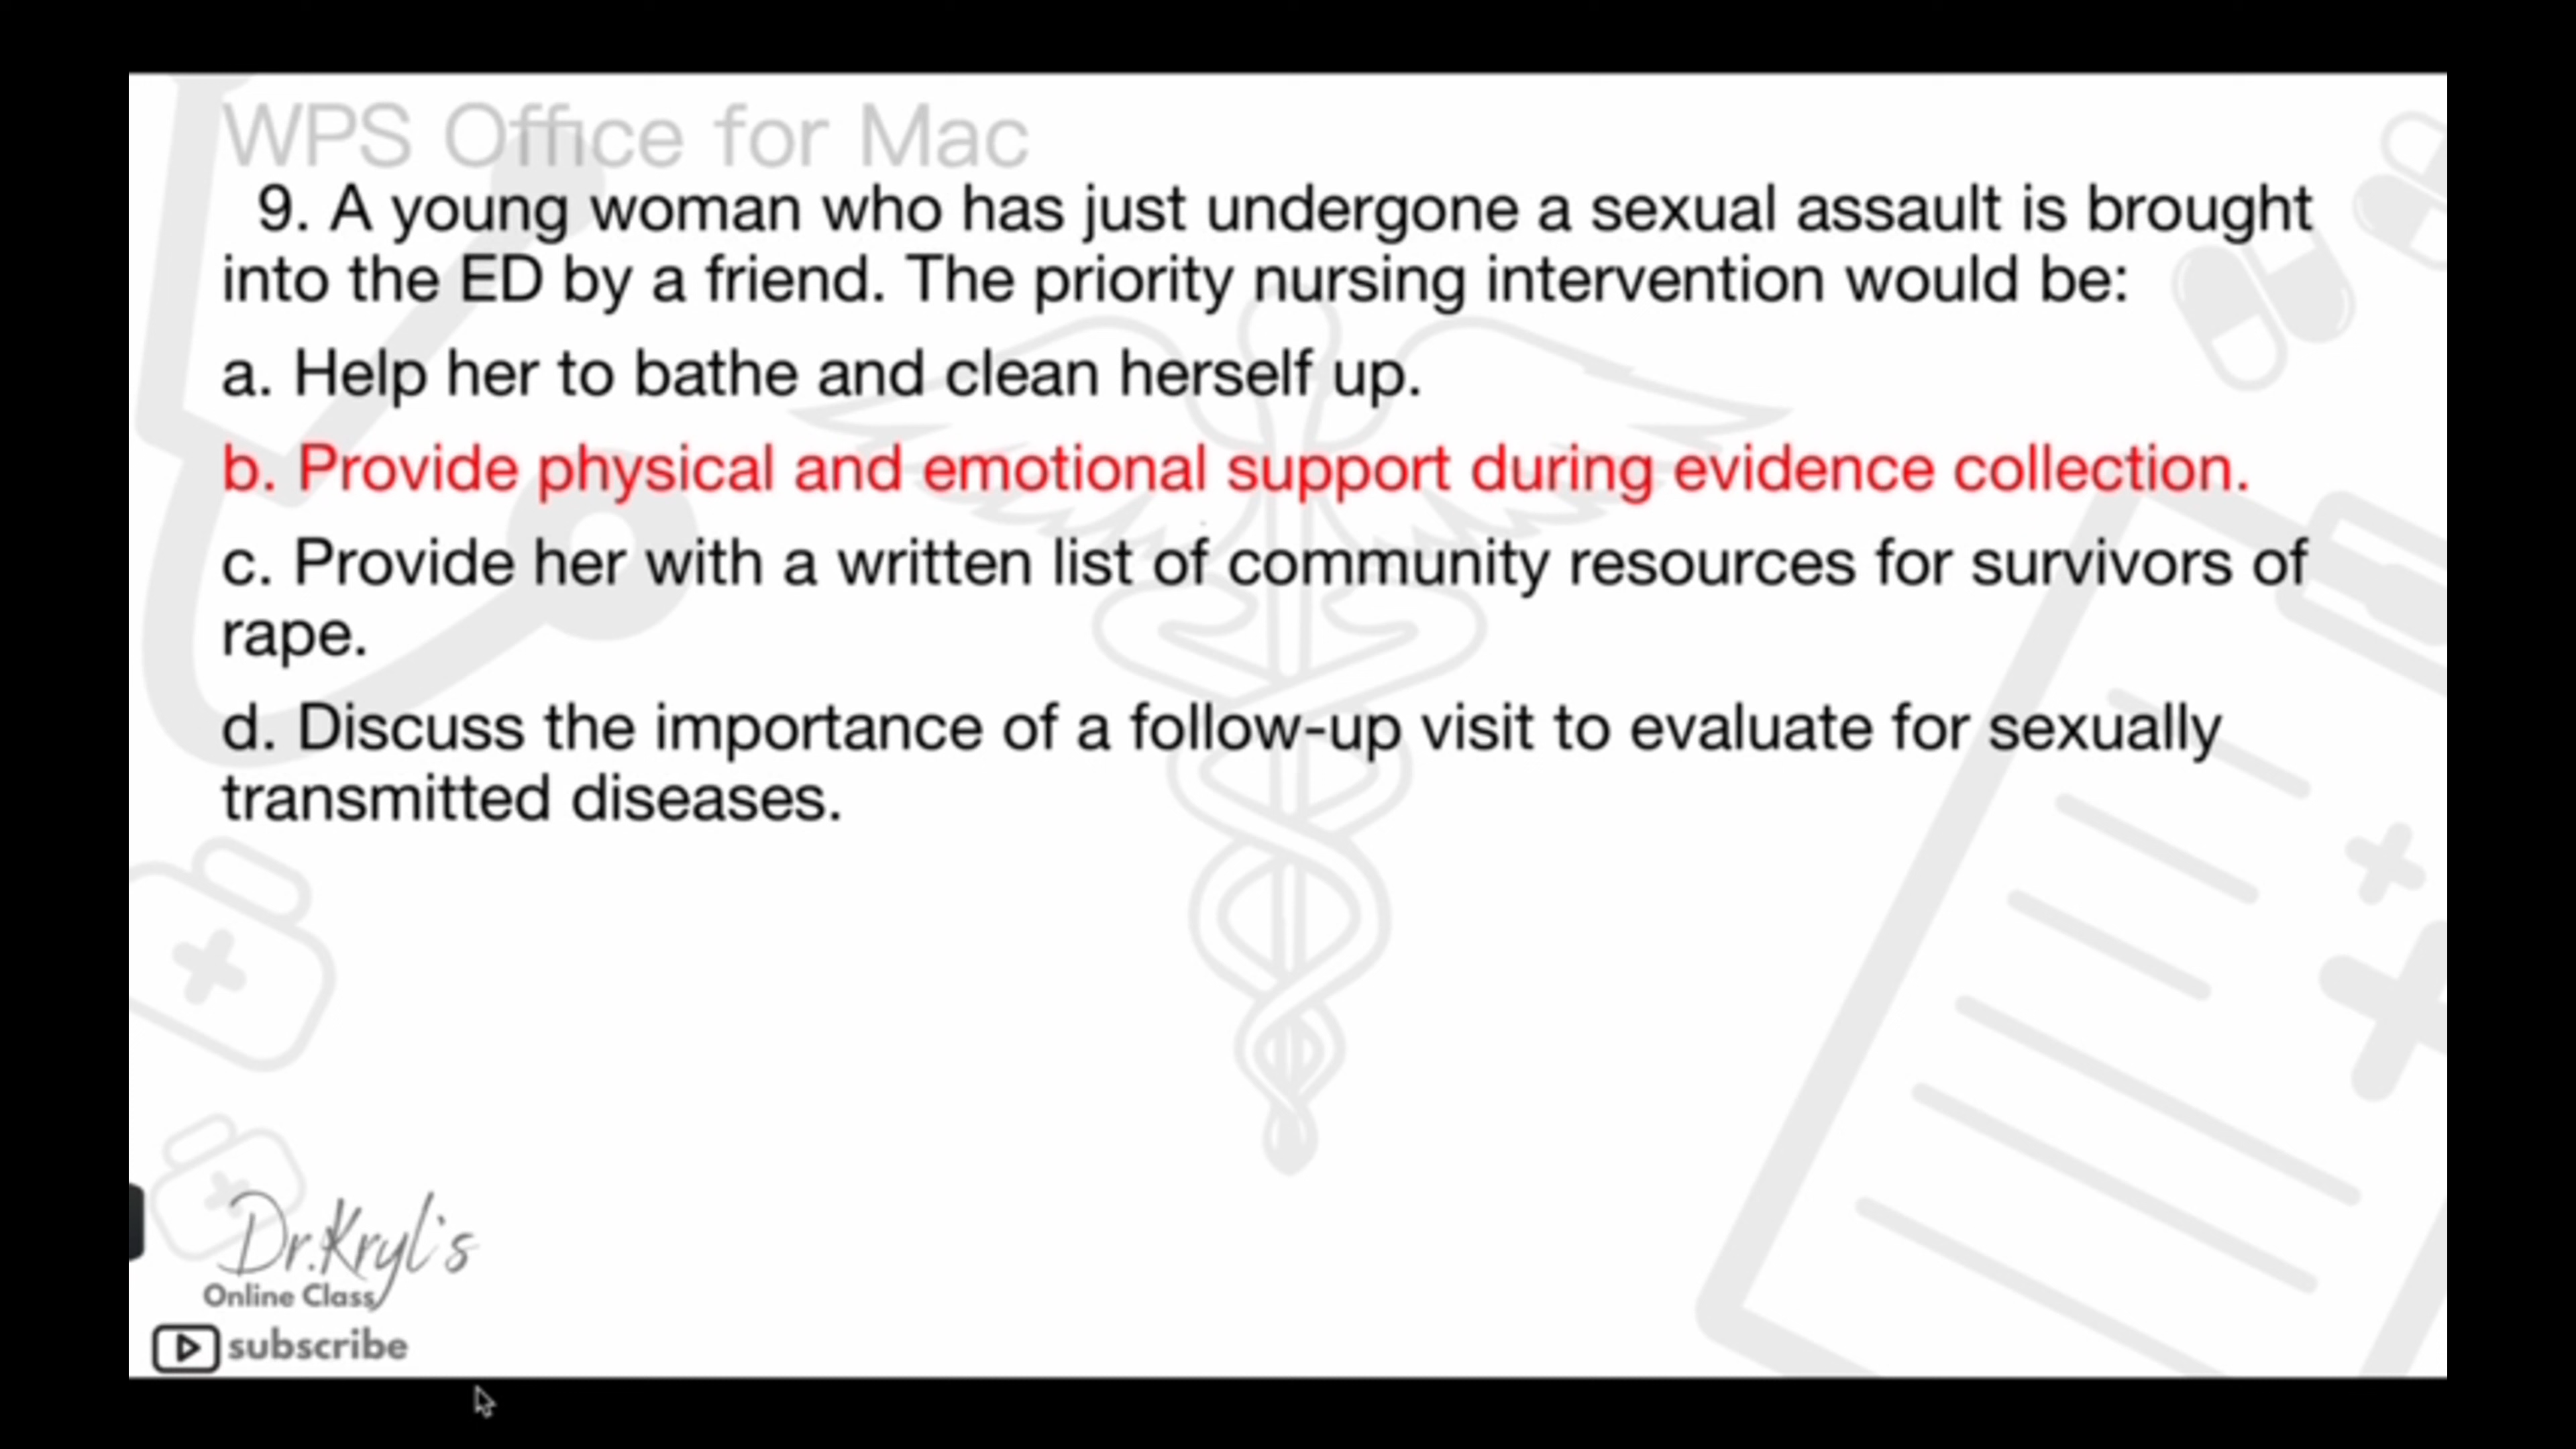 WPS Office for Mac
9. A young woman who has just undergone a sexual assault is brought
into the ED by a friend. The priority nursing intervention would be:
a. Help her to bathe and clean herself up.
b. Provide physical and emotional support during evidence collection.
c. Provide her with a written list of community resources for survivors of
rape.
d. Discuss the importance of a follow-up visit to evaluate for sexually
transmitted diseases.
Dr.Kryl's
Online Class
subscribe